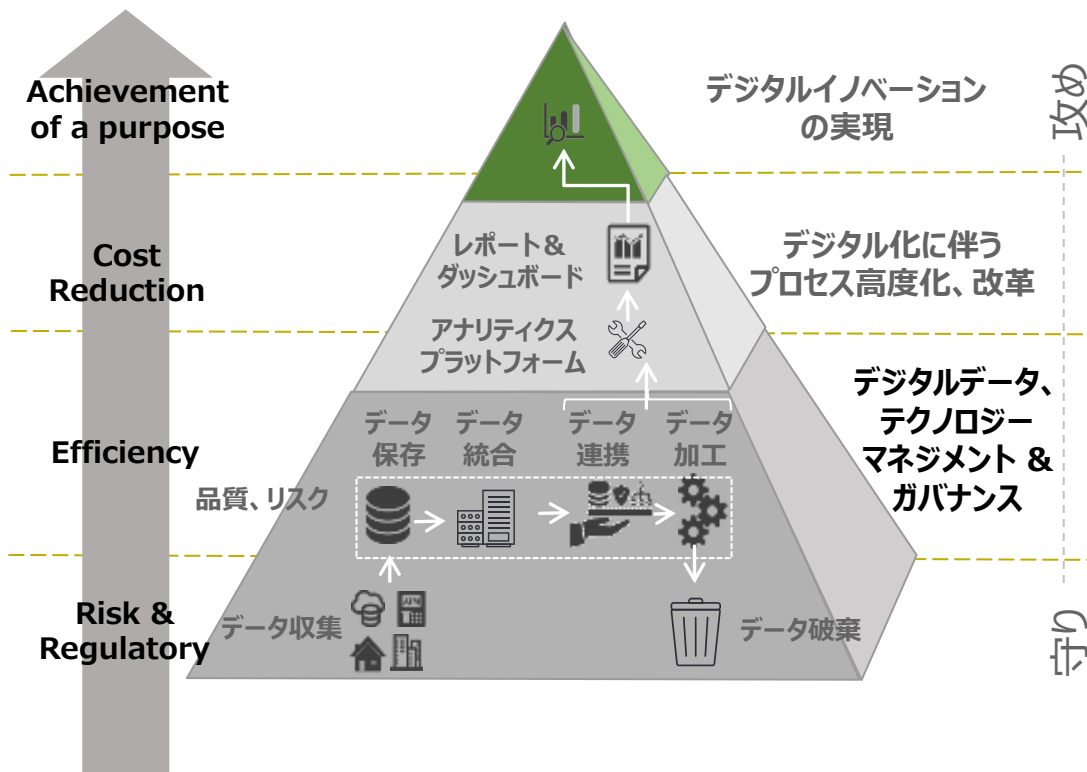 Achievement
of a purpose
デジタルイノベーション
の実現
攻め
Cost
Reduction
レポート＆
ダッシュボード
デジタル化に伴う
プロセス高度化、改革
アナリティクス
プラットフォーム
Efficiency
データ
保存
データ
統合
データ
連携
データ
加工
品質、リスク
デジタルデータ、
テクノロジー
マネジメント ＆
ガバナンス
Risk &
Regulatory
データ収集
データ破棄
守り